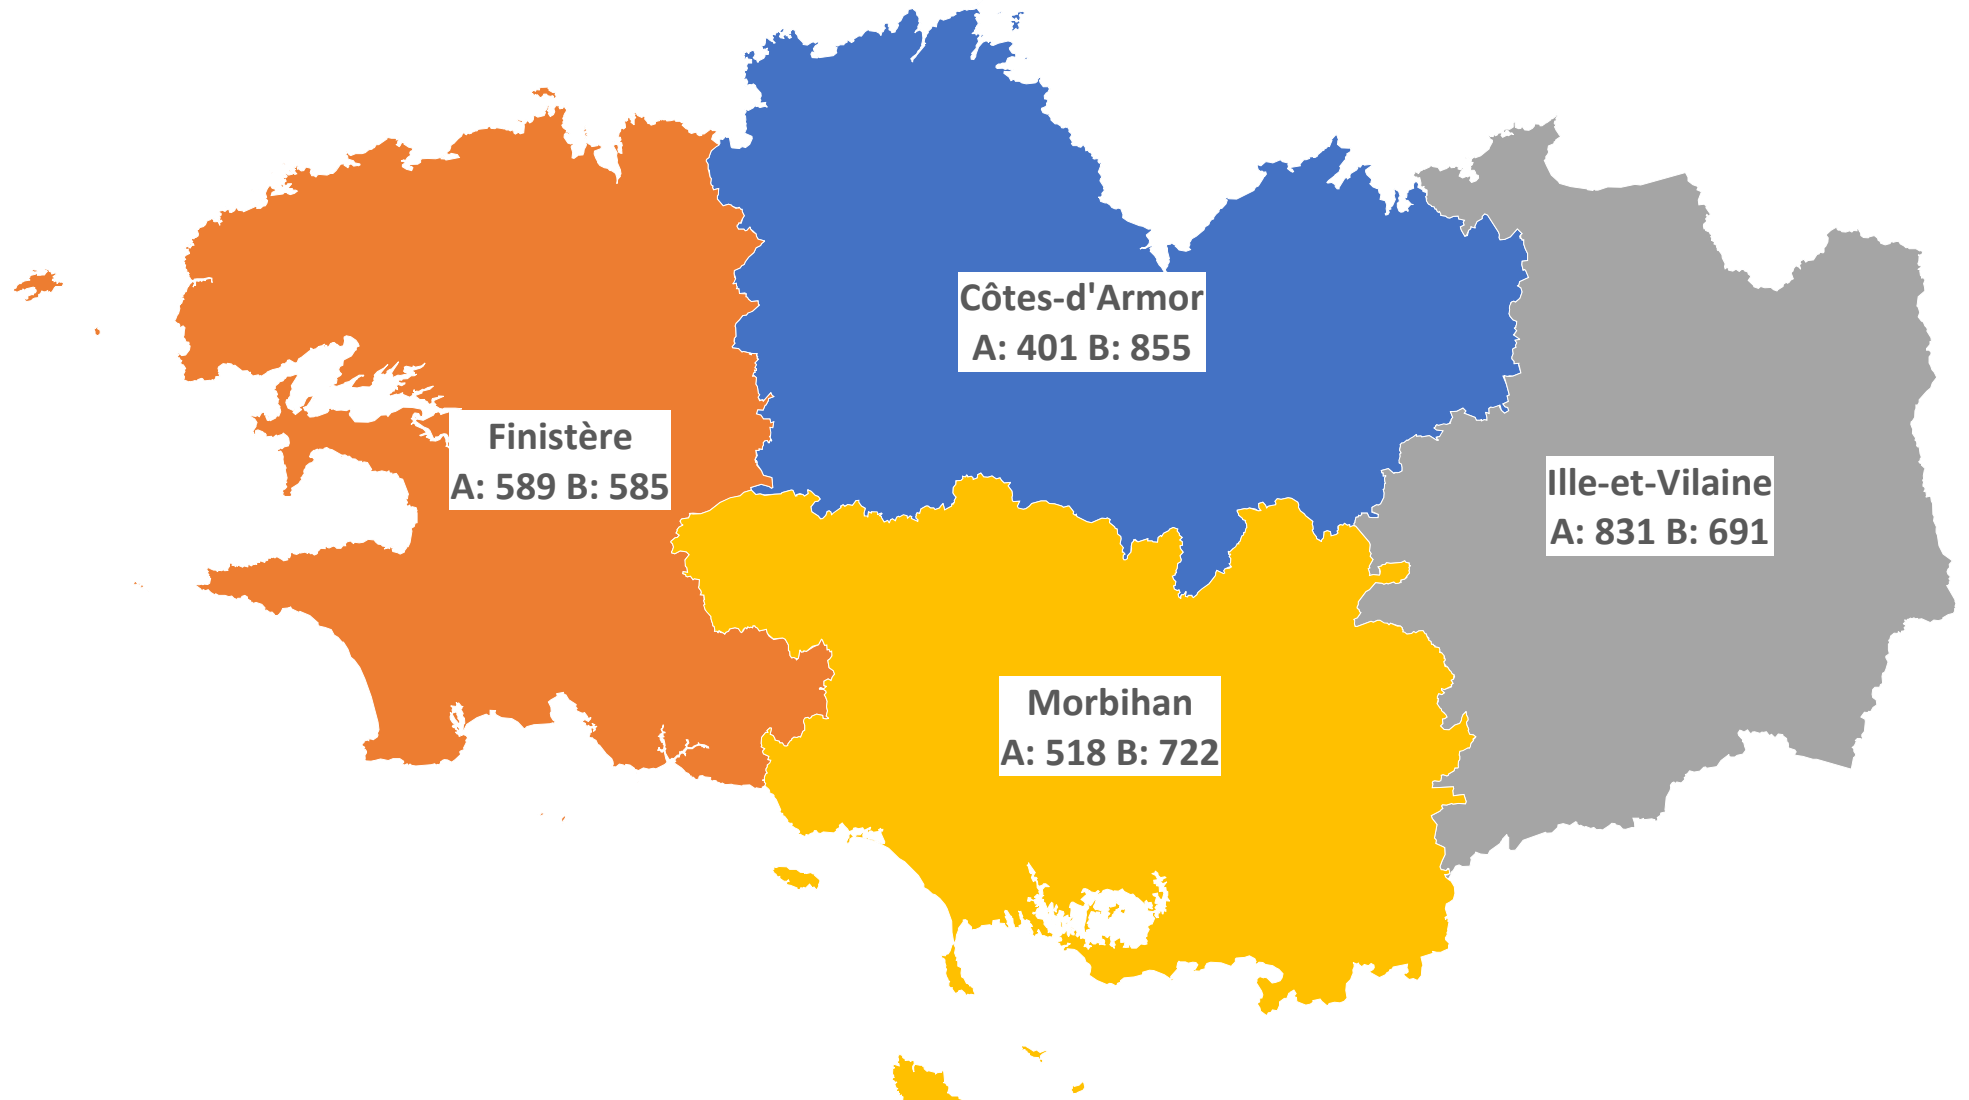 Côtes-d'Armor
A: 401 B: 855
Finistère
A: 589 B: 585
Ille-et-Vilaine
A: 831 B: 691
Morbihan
A: 518 B: 722